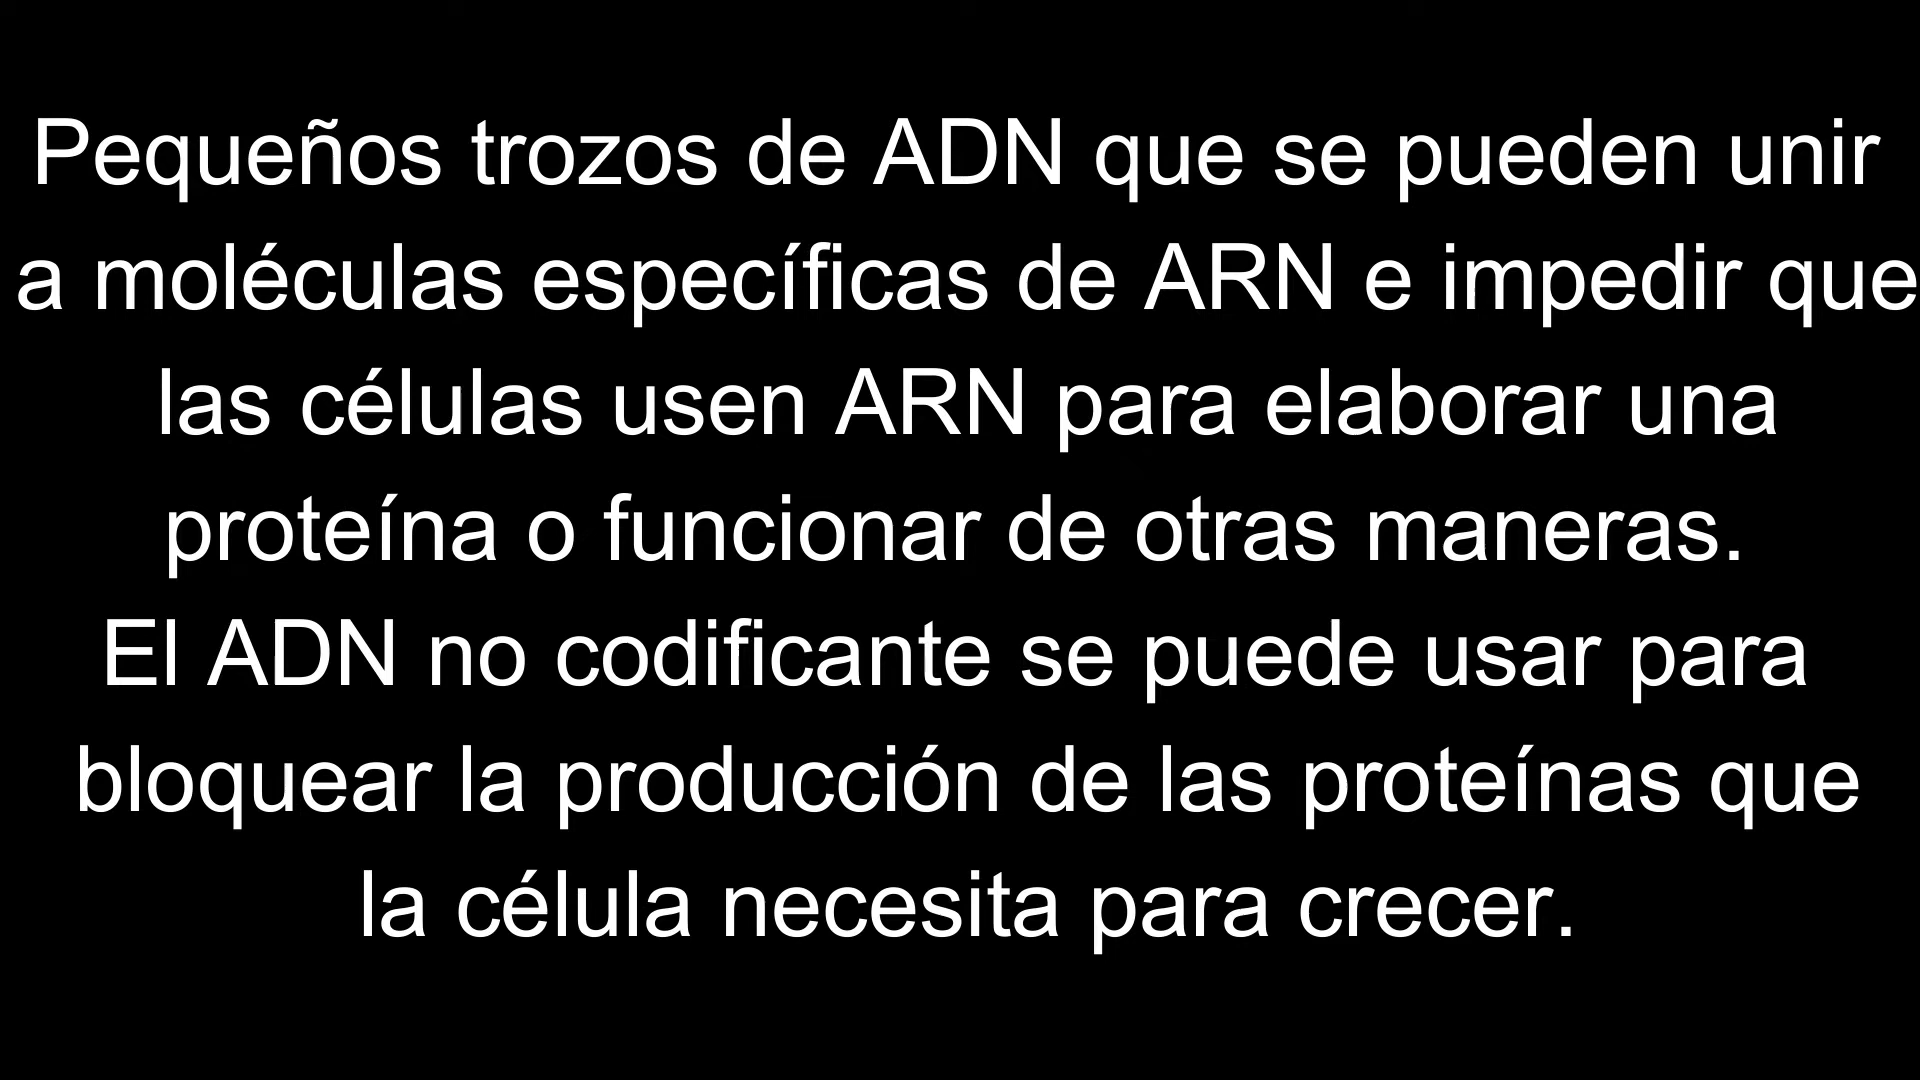 Pequeños trozos de ADN que se pueden unir
a moléculas específicas de ARN e impedir que
las células usen ARN para elaborar una
proteína o funcionar de otras maneras.
El ADN no codificante se puede usar para
bloquear la producción de las proteínas que
la célula necesita para crecer.